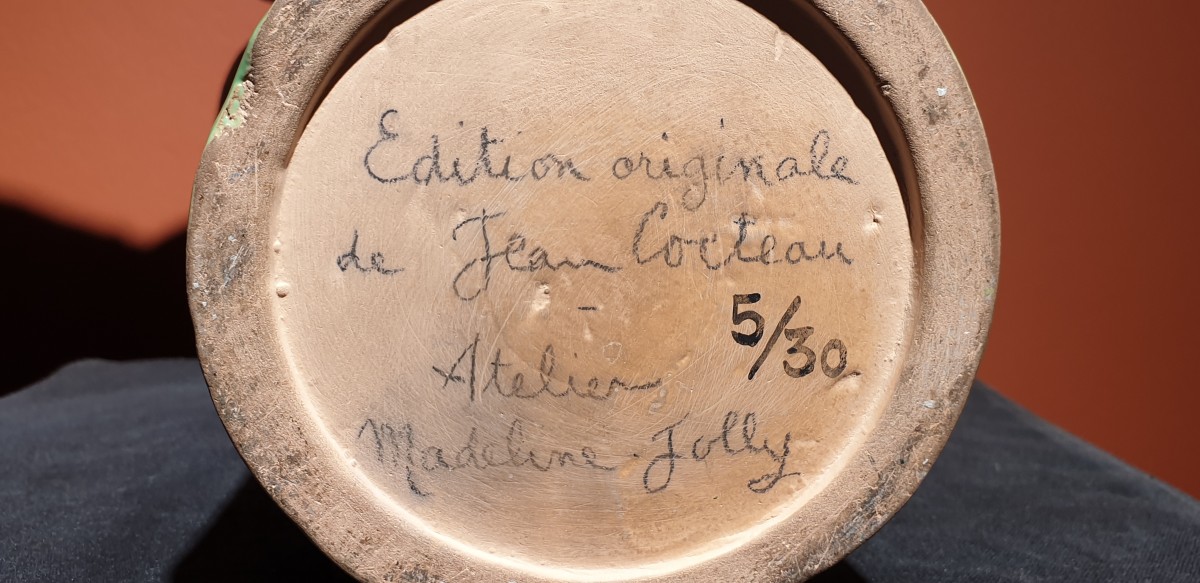 Edition originale
de Jean Cocteau
-
5/30
Atelier
Madeline Jolly